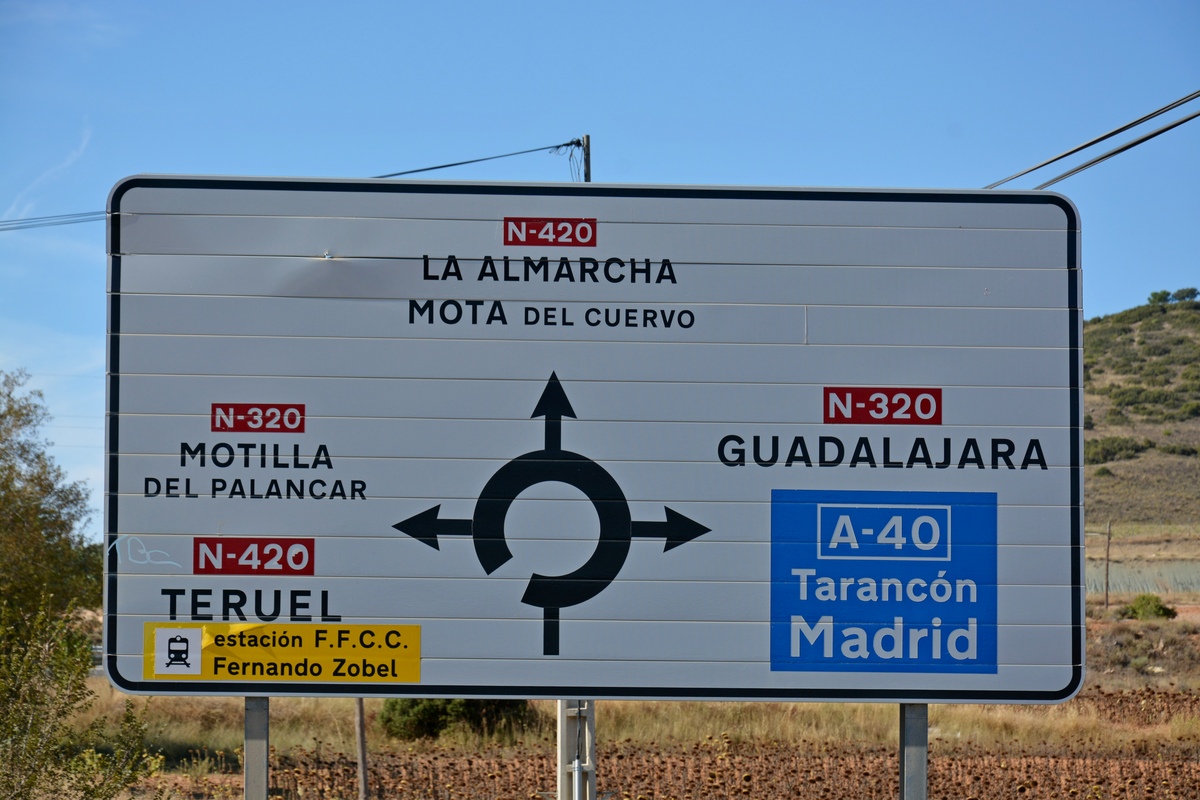 N-420
LA ALMARCHA
MOTA DEL CUERVO
N-320
MOTILLA
DEL PALANCAR
N-420
TERUEL
estación F.F.C.C.
Fernando Zobel
N-320
GUADALAJARA
A-40
Tarancón
Madrid